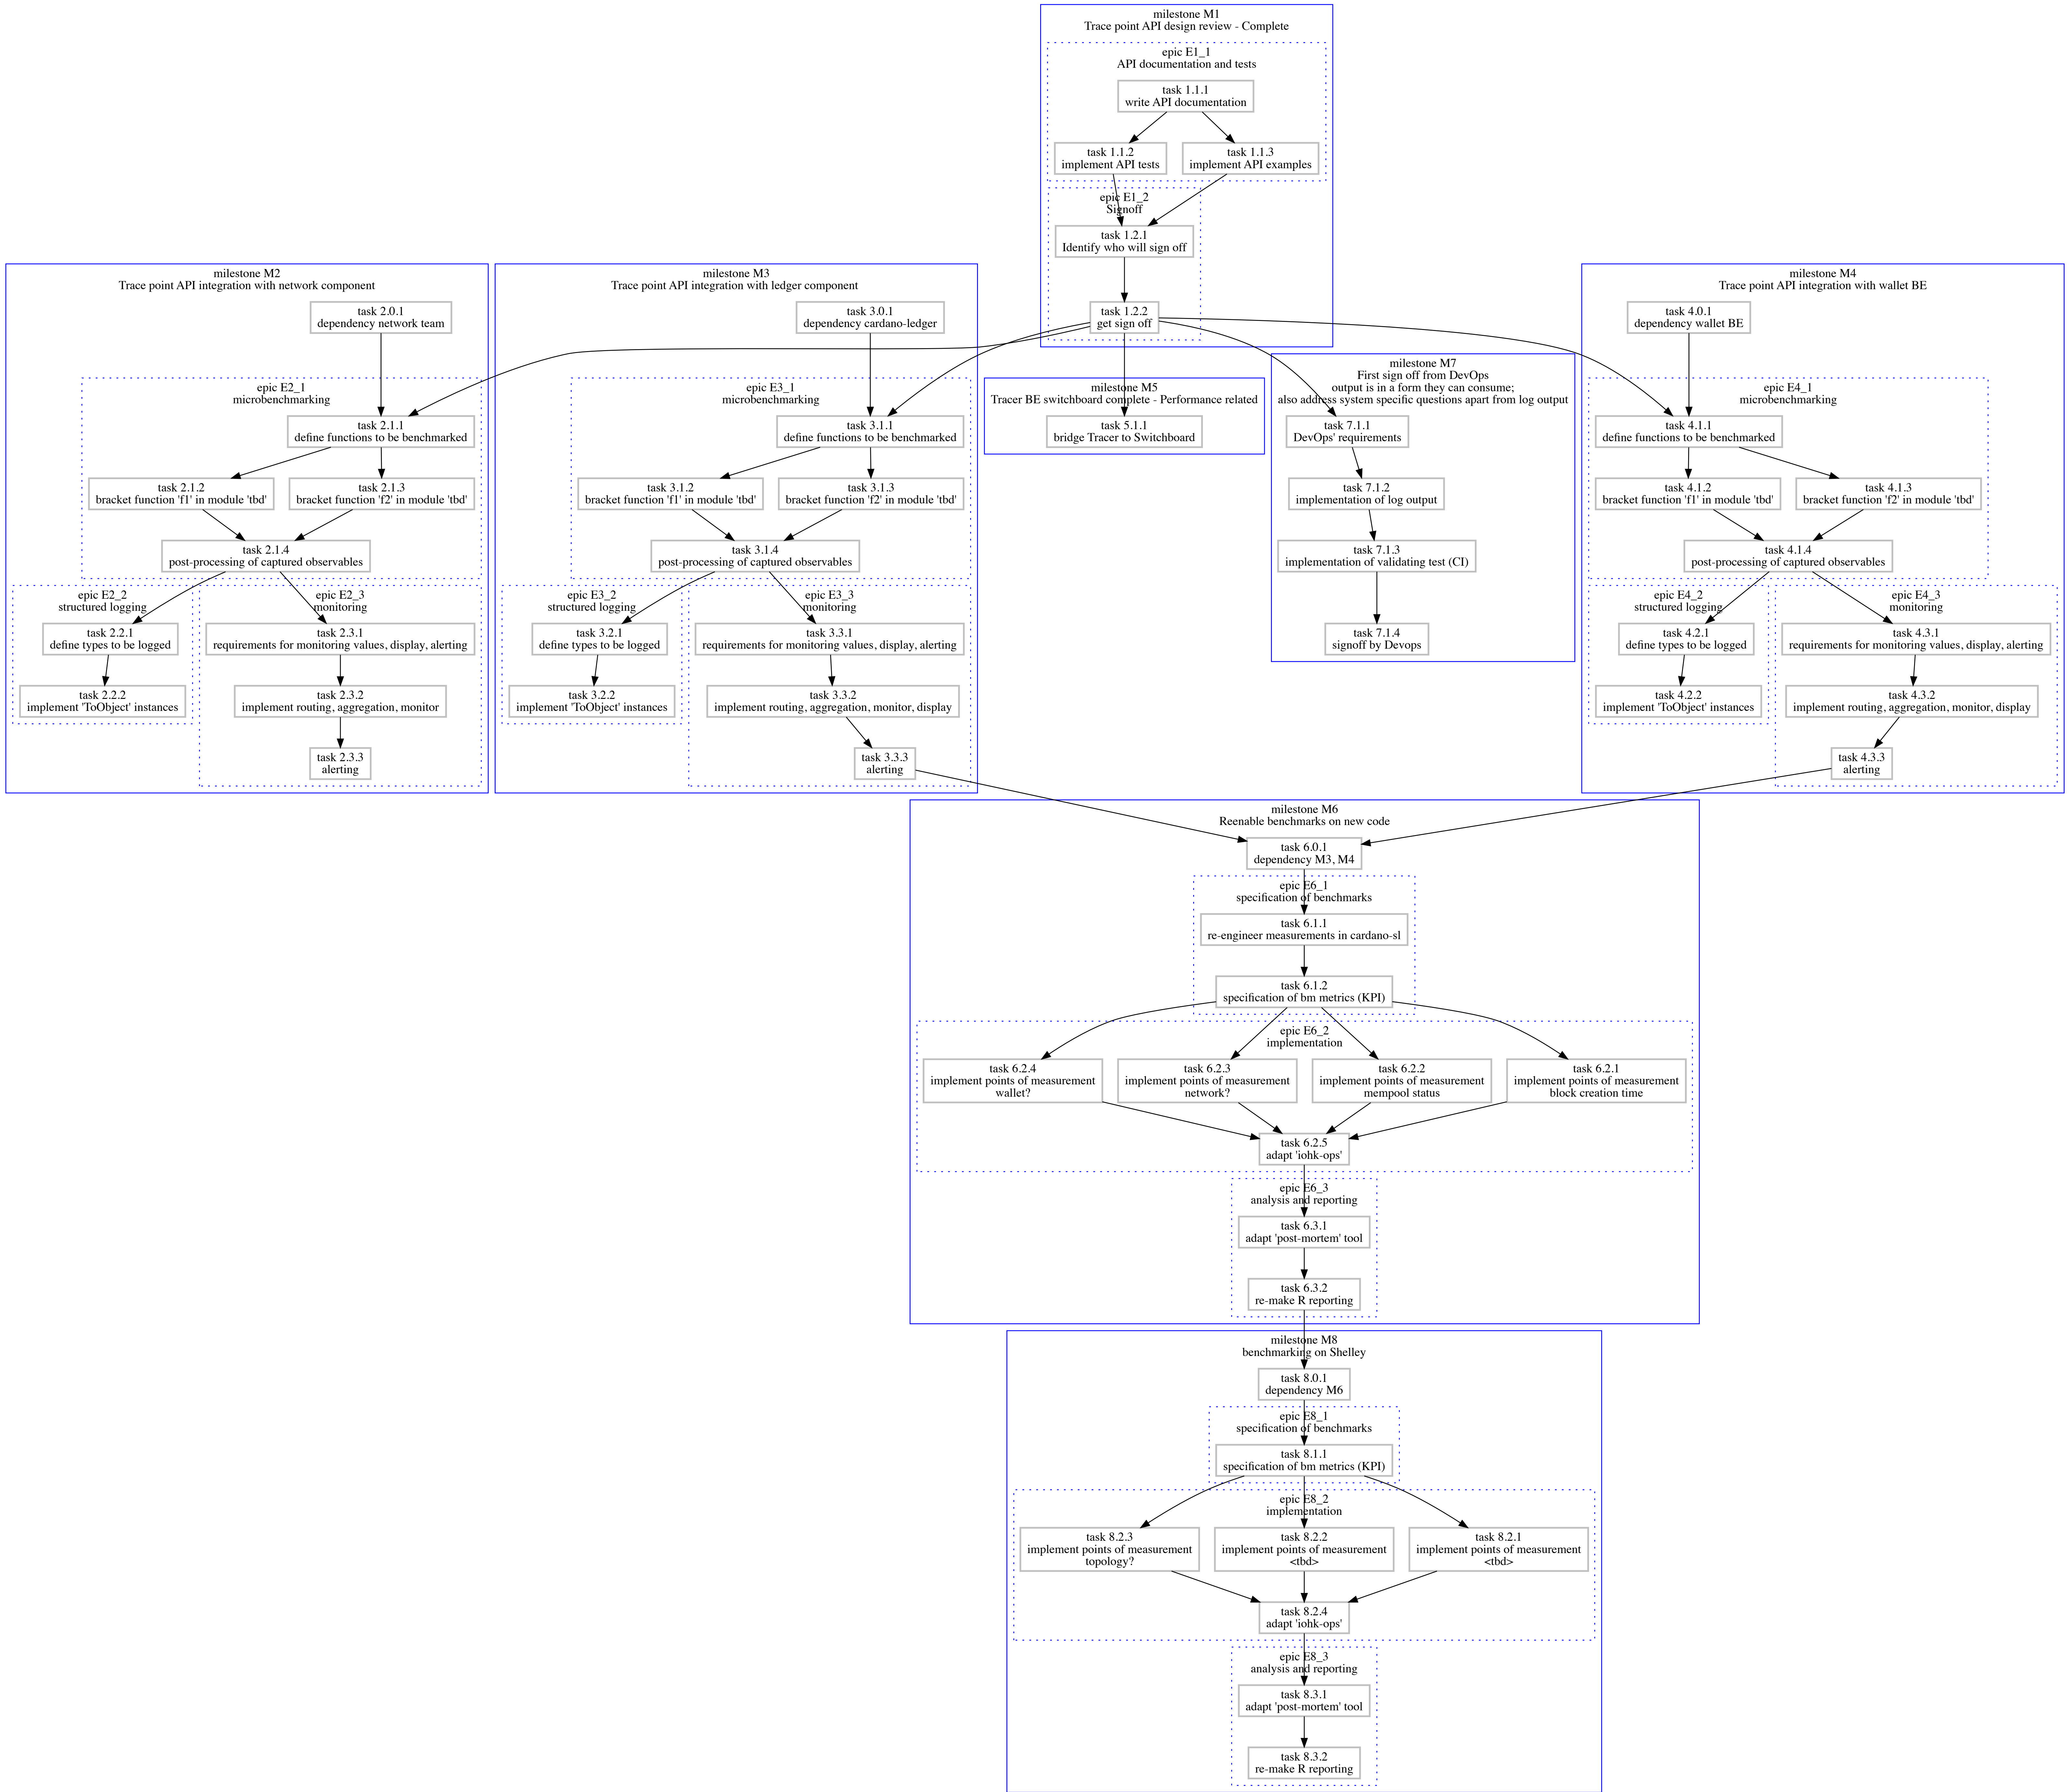 milestone M1
Trace point API design review - Complete
epic E1_1
API documentation and tests
task 1.1.1
write API documentation
task 1.1.2
implement API tests
task 1.1.3
implement API examples
epic E1_2
Signoff
task 1.2.1
Identify who will sign off
task 1.2.2
get sign off
milestone M2
Trace point API integration with network component
task 2.0.1
dependency network team
epic E2_1
microbenchmarking
task 2.1.1
define functions to be benchmarked
task 2.1.2
bracket function 'f1' in module 'tbd'
task 2.1.3
bracket function 'f2' in module 'tbd'
task 2.1.4
post-processing of captured observables
epic E2_2
structured logging
task 2.2.1
define types to be logged
task 2.2.2
implement 'ToObject' instances
epic E2_3
monitoring
task 2.3.1
requirements for monitoring values, display, alerting
task 2.3.2
implement routing, aggregation, monitor
task 2.3.3
alerting
milestone M3
Trace point API integration with ledger component
task 3.0.1
dependency cardano-ledger
epic E3_1
microbenchmarking
task 3.1.1
define functions to be benchmarked
task 3.1.2
bracket function 'f1' in module 'tbd'
task 3.1.3
bracket function 'f2' in module 'tbd'
task 3.1.4
post-processing of captured observables
epic E3_2
structured logging
task 3.2.1
define types to be logged
task 3.2.2
implement 'ToObject' instances
epic E3_3
monitoring
task 3.3.1
requirements for monitoring values, display, alerting
task 3.3.2
implement routing, aggregation, monitor, display
task 3.3.3
alerting
milestone M5
Tracer BE switchboard complete - Performance related
task 5.1.1
bridge Tracer to Switchboard
milestone M7
First sign off from DevOps
output is in a form they can consume;
also address system specific questions apart from log output
task 7.1.1
DevOps' requirements
task 7.1.2
implementation of log output
task 7.1.3
implementation of validating test (CI)
task 7.1.4
signoff by Devops
milestone M4
Trace point API integration with wallet BE
task 4.0.1
dependency wallet BE
epic E4_1
microbenchmarking
task 4.1.1
define functions to be benchmarked
task 4.1.2
bracket function 'f1' in module 'tbd'
task 4.1.3
bracket function 'f2' in module 'tbd'
task 4.1.4
post-processing of captured observables
epic E4_2
structured logging
task 4.2.1
define types to be logged
task 4.2.2
implement 'ToObject' instances
epic E4_3
monitoring
task 4.3.1
requirements for monitoring values, display, alerting
task 4.3.2
implement routing, aggregation, monitor, display
task 4.3.3
alerting
milestone M6
Reenable benchmarks on new code
task 6.0.1
dependency M3, M4
epic E6_1
specification of benchmarks
task 6.1.1
re-engineer measurements in cardano-sl
task 6.1.2
specification of bm metrics (KPI)
epic E6_2
implementation
task 6.2.4
implement points of measurement
wallet?
task 6.2.3
implement points of measurement
network?
task 6.2.2
implement points of measurement
mempool status
task 6.2.1
implement points of measurement
block creation time
task 6.2.5
adapt 'iohk-ops'
epic E6_3
analysis and reporting
task 6.3.1
adapt 'post-mortem' tool
task 6.3.2
re-make R reporting
milestone M8
benchmarking on Shelley
task 8.0.1
dependency M6
epic E8_1
specification of benchmarks
task 8.1.1
specification of bm metrics (KPI)
epic E8_2
implementation
task 8.2.3
implement points of measurement
topology?
task 8.2.2
implement points of measurement
<tbd>
task 8.2.1
implement points of measurement
<tbd>
task 8.2.4
adapt 'iohk-ops'
epic E8_3
analysis and reporting
task 8.3.1
adapt 'post-mortem' tool
task 8.3.2
re-make R reporting